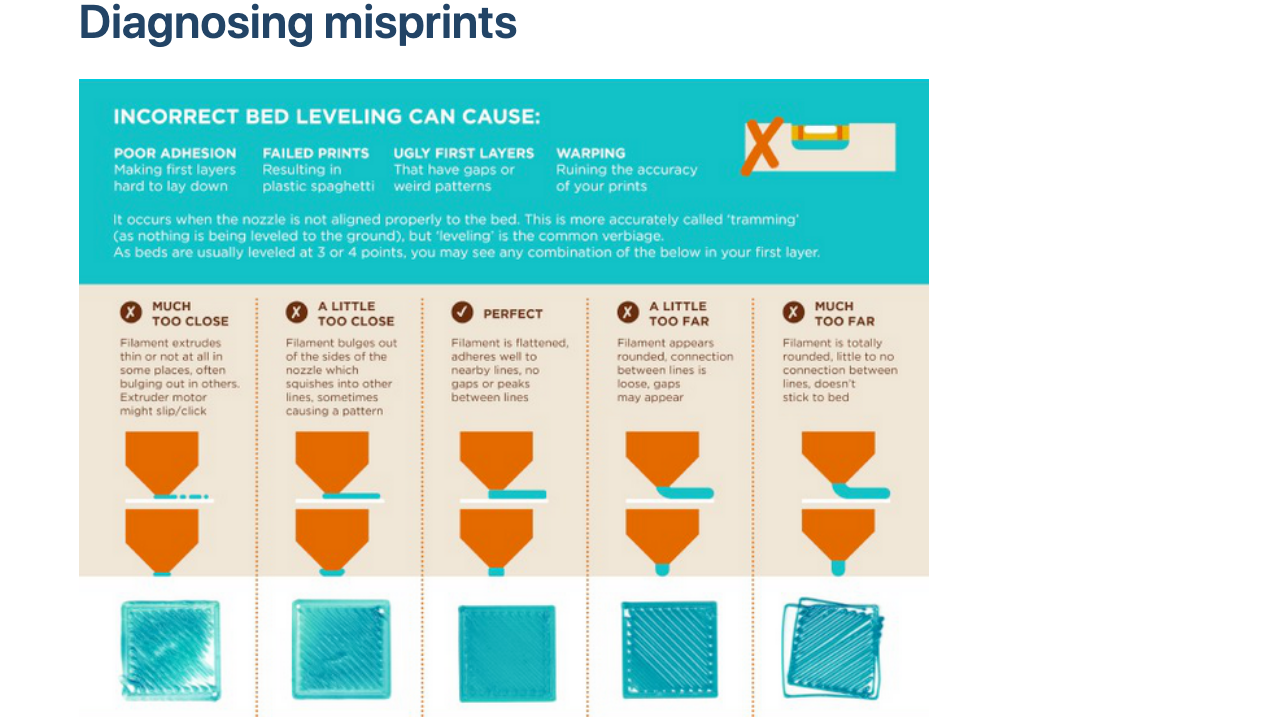 Diagnosing misprints
INCORRECT BED LEVELING CAN CAUSE:
POOR ADHESION
Making first layers
hard to lay down
FAILED PRINTS
Resulting in
plastic spaghetti
UGLY FIRST LAYERS
That have gaps or
weird patterns
WARPING
Ruining the accuracy
of your prints
It occurs when the nozzle is not aligned properly to the bed. This is more accurately called 'tramming'
(as nothing is being leveled to the ground), but 'leveling' is the common verbiage.
As beds are usually leveled at 3 or 4 points, you may see any combination of the below in your first layer.
MUCH
TOO CLOSE
Filament extrudes
thin or not at all in
some places, often
bulging out in others.
Extruder motor
might slip/click
A LITTLE
TOO CLOSE
Filament bulges out
of the sides of the
nozzle which
squishes into other
lines, sometimes
causing a pattern
PERFECT
Filament is flattened,
adheres well to
nearby lines, no
gaps or peaks
between lines
A LITTLE
TOO FAR
Filament appears
rounded, connection
between lines is
loose, gaps
may appear
MUCH
TOO FAR
Filament is totally
rounded, little to no
connection between
lines, doesn't
stick to bed